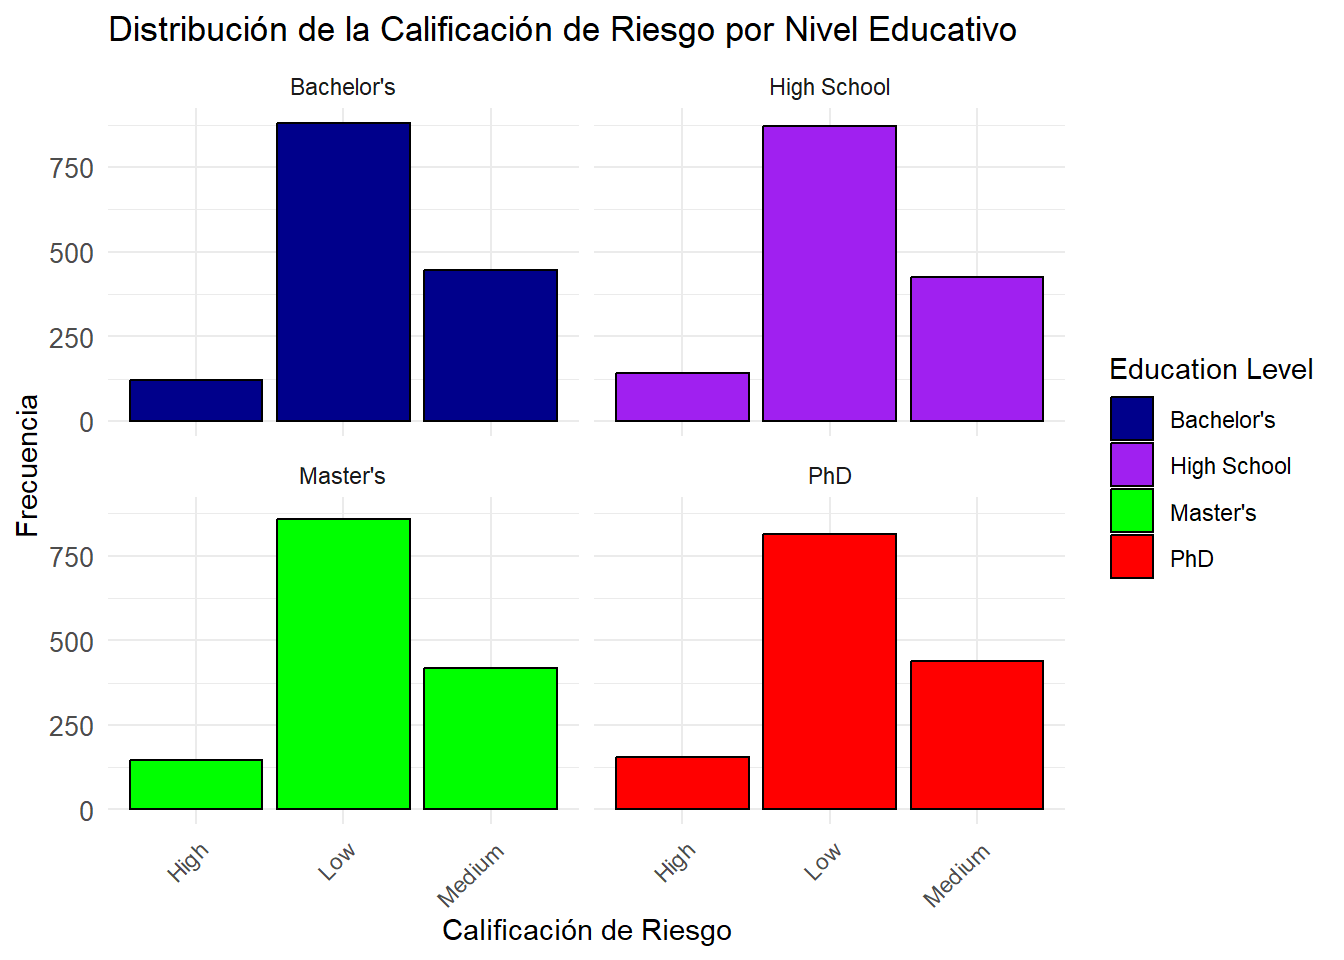 Distribución de la Calificación de Riesgo por Nivel Educativo
Bachelor's
High School
750
500
250
0
Master's
PhD
750
500
250
0
High
Low
Medium
High
Low
Medium
Calificación de Riesgo
Frecuencia
Education Level
Bachelor's
High School
Master's
PhD